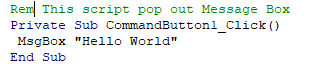 Rem This script pop out Message Box
Private Sub CommandButton1_Click()
MsgBox "Hello World"
End Sub